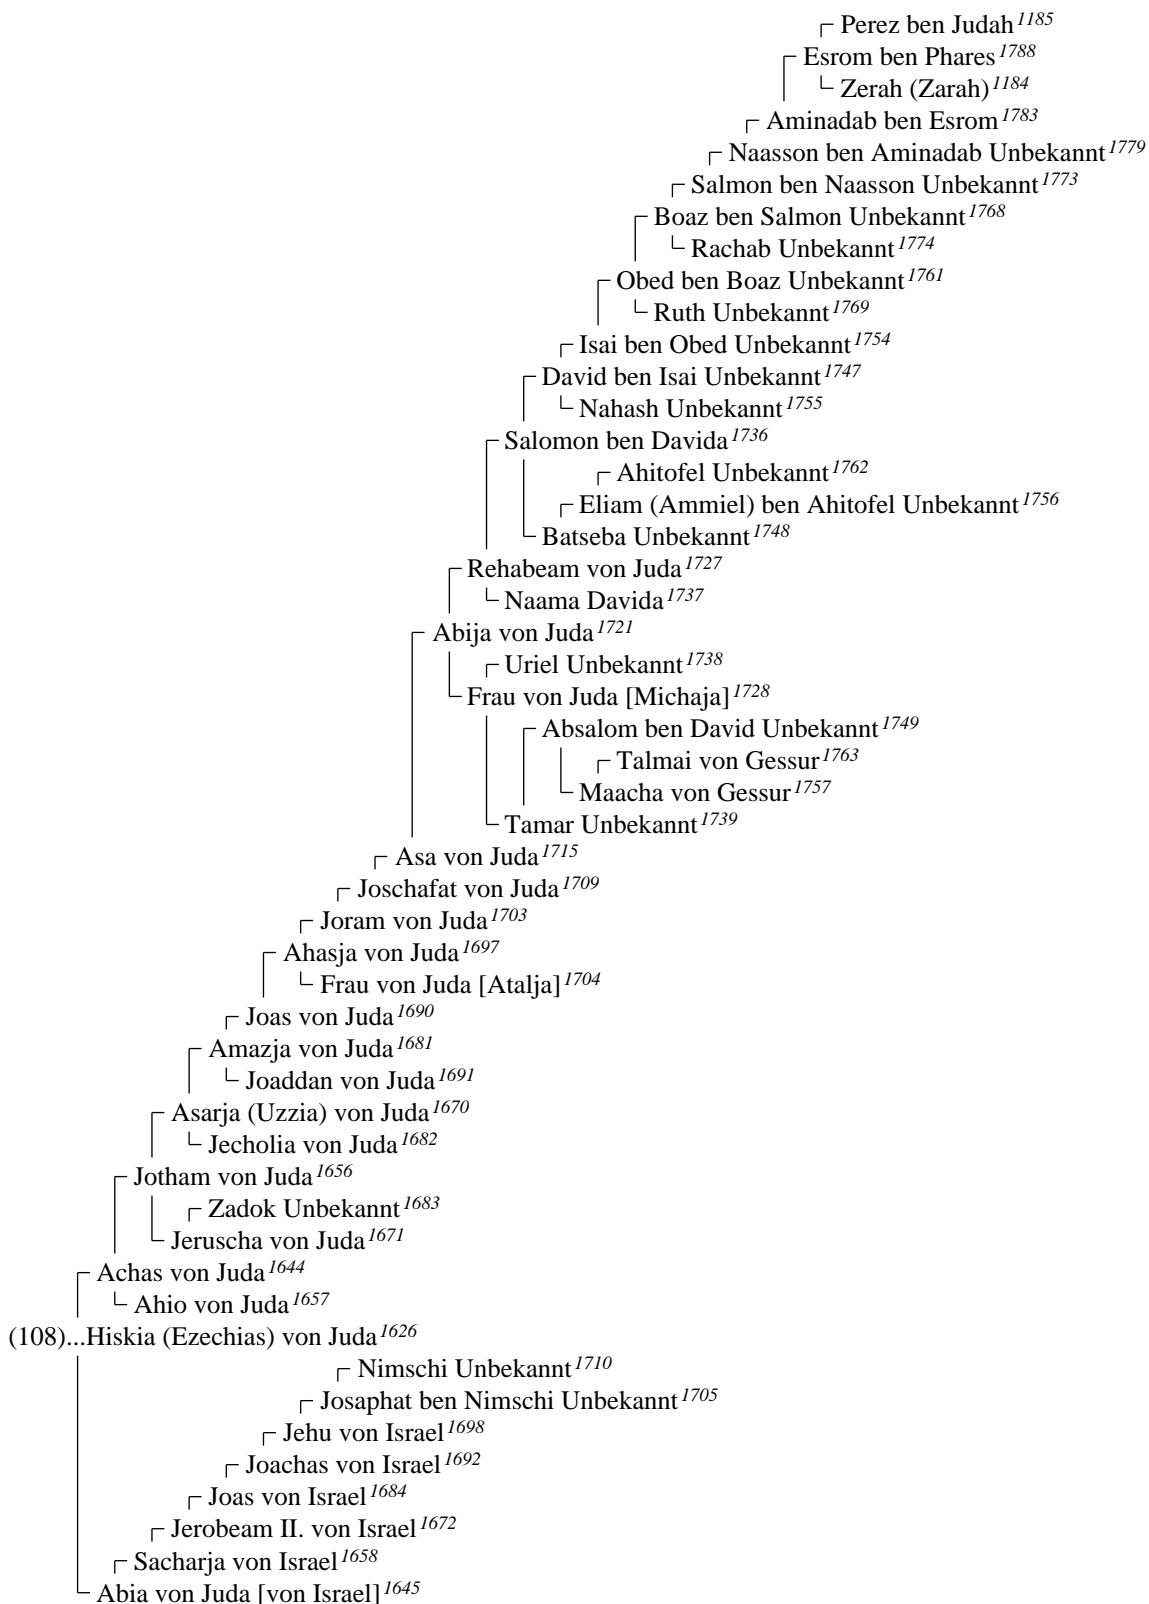 Perez ben Judah 1185
Esrom ben Phares 1788
Zerah (Zarah) 1184
Aminadab ben Esrom 1783
Naasson ben Aminadab Unbekannt 1779
Salmon ben Naasson Unbekannt 1773
Boaz ben Salmon Unbekannt 1768
Rachab Unbekannt 1774
Obed ben Boaz Unbekannt 1761
Ruth Unbekannt 1769
Isai ben Obed Unbekannt 1754
David ben Isai Unbekannt 1747
Nahash Unbekannt 1755
Salomon ben Davida 1736
Ahitofel Unbekannt 1762
Eliam (Ammiel) ben Ahitofel Unbekannt 1756
Batseba Unbekannt 1748
Rehabeam von Juda 1727
Naama Davida 1737
Abija von Juda 1721
Uriel Unbekannt 1738
Frau von Juda [Michaja] 1728
Absalom ben David Unbekannt 1749
Talmai von Gessur 1763
Maacha von Gessur 1757
Tamar Unbekannt 1739
Asa von Juda 1715
Joschafat von Juda 1709
Joram von Juda 1703
Ahasja von Juda 1697
Frau von Juda [Atalja] 1704
Joas von Juda 1690
Amazja von Juda 1681
Joaddan von Juda 1691
Asarja (Uzzia) von Juda 1670
Jecholia von Juda 1682
Jotham von Juda 1656
Zadok Unbekannt 1683
Jeruscha von Juda 1671
Achas von Juda 1644
Ahio von Juda 1657
(108)...Hiskia (Ezechias) von Juda 1626
Nimschi Unbekannt 1710
Josaphat ben Nimschi Unbekannt 1705
Jehu von Israel 1698
Joachas von Israel 1692
Joas von Israel 1684
Jerobeam II. von Israel 1672
Sacharja von Israel 1658
Abia von Juda [von Israel] 1645